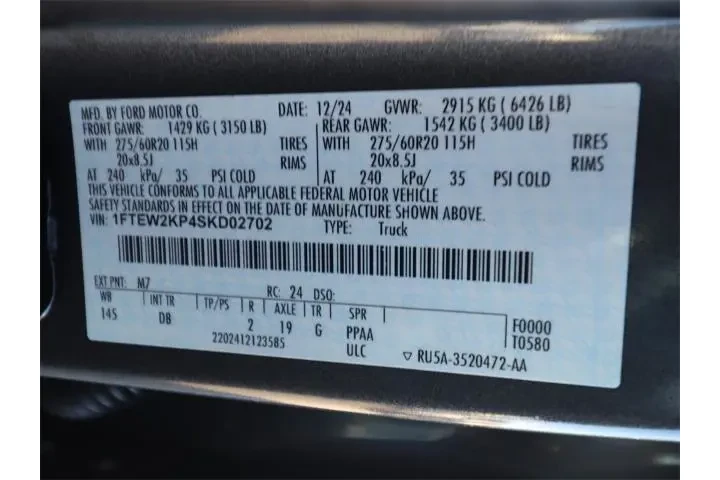 MFD. BY FORD MOTOR CO. DATE: 12/24 GVWR: 2915 KG ( 6426 LB)
FRONT GAWR: 1429 KG ( 3150 LB) REAR GAWR: 1542 KG ( 3400 LB)
WITH 275/60R20 115H TIRES WITH 275/60R20 115H TIRES
20x8.5J RIMS 20x8.5J RIMS
AT 240 kPa/ 35 PSI COLD AT 240 kPa/ 35 PSI COLD
THIS VEHICLE CONFORMS TO ALL APPLICABLE FEDERAL MOTOR VEHICLE
SAFETY STANDARDS IN EFFECT ON THE DATE OF MANUFACTURE SHOWN ABOVE.
VIN: 1FTEW2KP4SKD02702 TYPE: Truck
EXT PNT: M7 RC: 24 DSO:
WB INT TR TP/PS R AXLE TR SPR
145 DB 2 19 G PPAA F0000
2202412123585 ULC T0580
▽ RU5A-3520472-AA